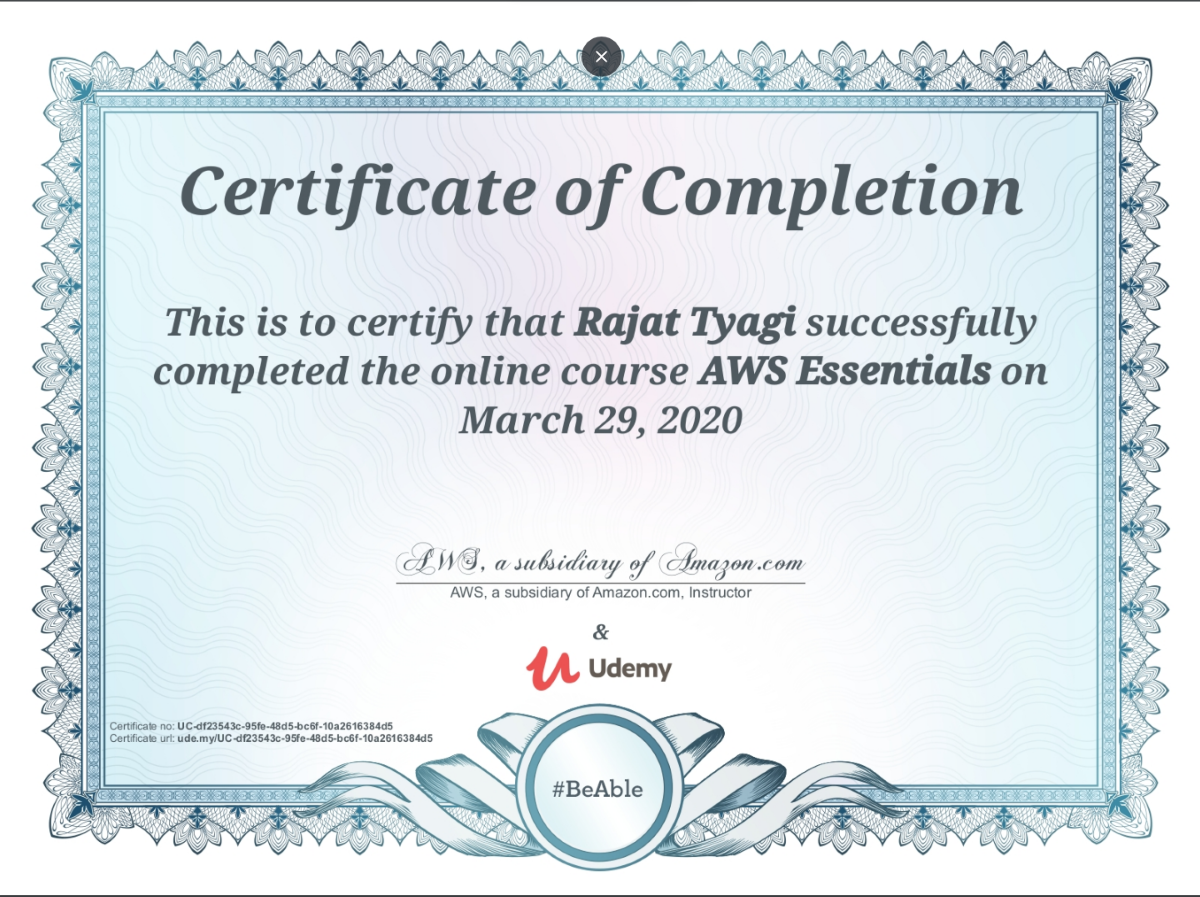 Certificate of Completion
This is to certify that Rajat Tyagi successfully
completed the online course AWS Essentials on
March 29, 2020
AWS, a subsidiary of Amazon.com
AWS, a subsidiary of Amazon.com, Instructor
&
Udemy
Certificate no: UC-df23543c-95fe-48d5-bc6f-10a2616384d5
Certificate url: ude.my/UC-df23543c-95fe-48d5-bc6f-10a2616384d5
#BeAble